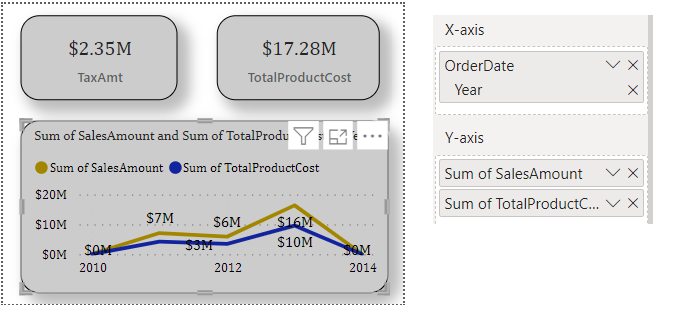 $2.35M
TaxAmt
$17.28M
TotalProductCost
Sum of SalesAmount and Sum of
Sum of SalesAmount
Sum of TotalProductCost
$20M
$10M
$0M
$0M
$7M
$3M
$6M
$16M
$10M
$0M
2010
2012
2014
X-axis
OrderDate
Year
Y-axis
Sum of SalesAmount
Sum of TotalProductC...